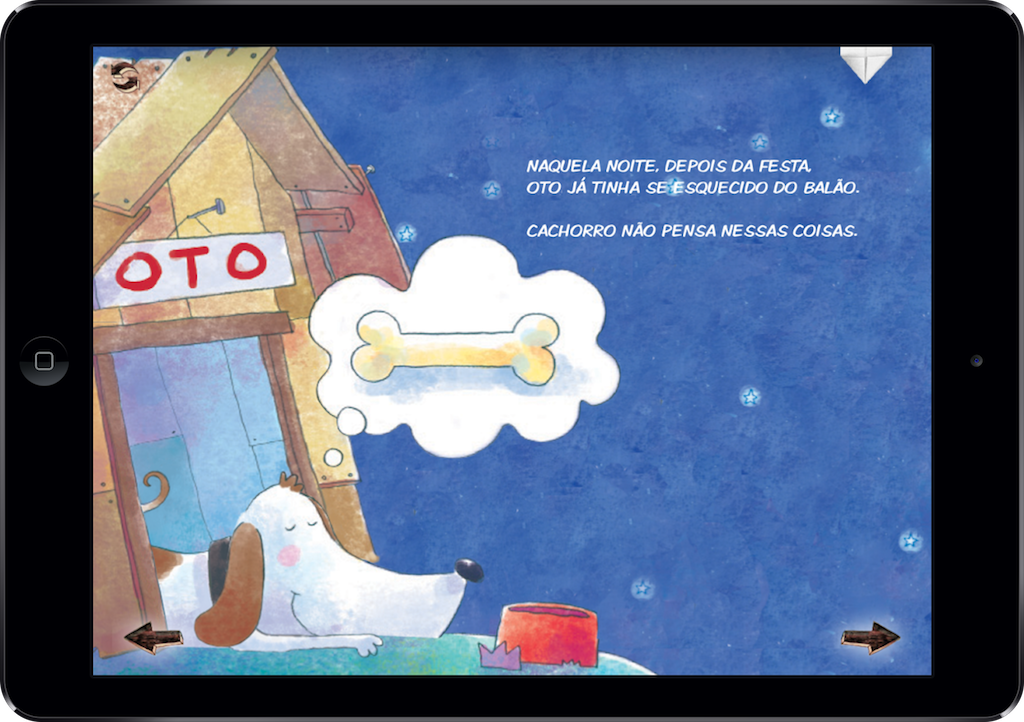 NAQUELA NOITE, DEPOIS DA FESTA,
OTO JÁ TINHA SE ESQUECIDO DO BALÃO.
CACHORRO NÃO PENSA NESSAS COISAS.
OTO